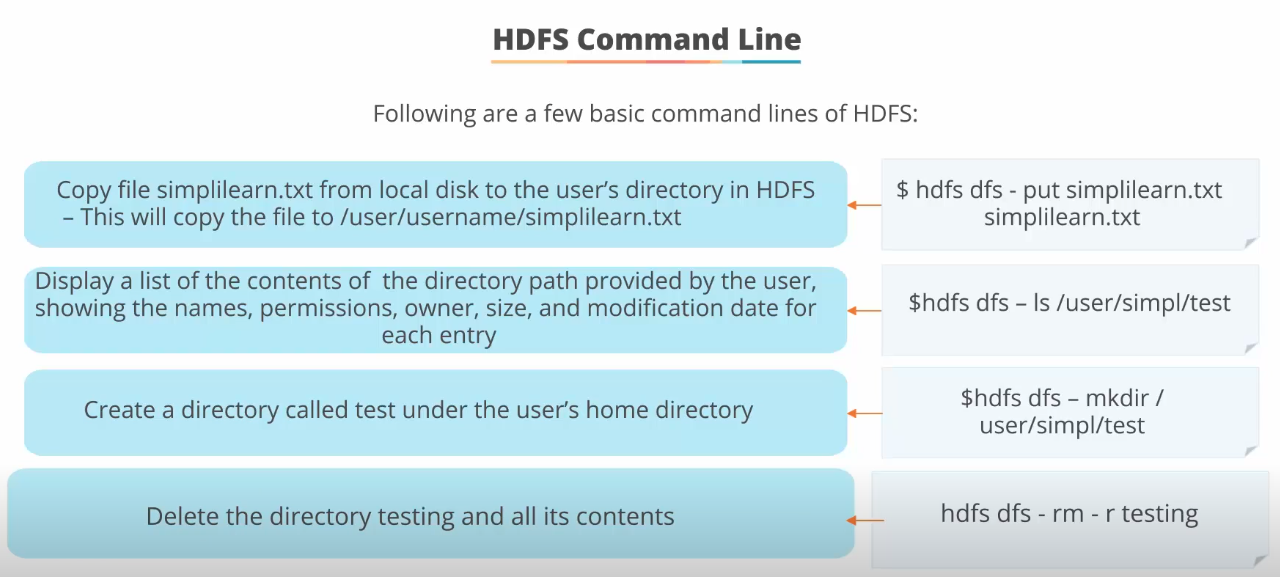 HDFS Command Line
Following are a few basic command lines of HDFS:
Copy file simplilearn.txt from local disk to the user’s directory in HDFS
– This will copy the file to /user/username/simplilearn.txt
$ hdfs dfs - put simplilearn.txt
simplilearn.txt
Display a list of the contents of  the directory path provided by the user,
showing the names, permissions, owner, size, and modification date for
each entry
$hdfs dfs – ls /user/simpl/test
Create a directory called test under the user’s home directory
$hdfs dfs – mkdir /
user/simpl/test
Delete the directory testing and all its contents
hdfs dfs - rm - r testing